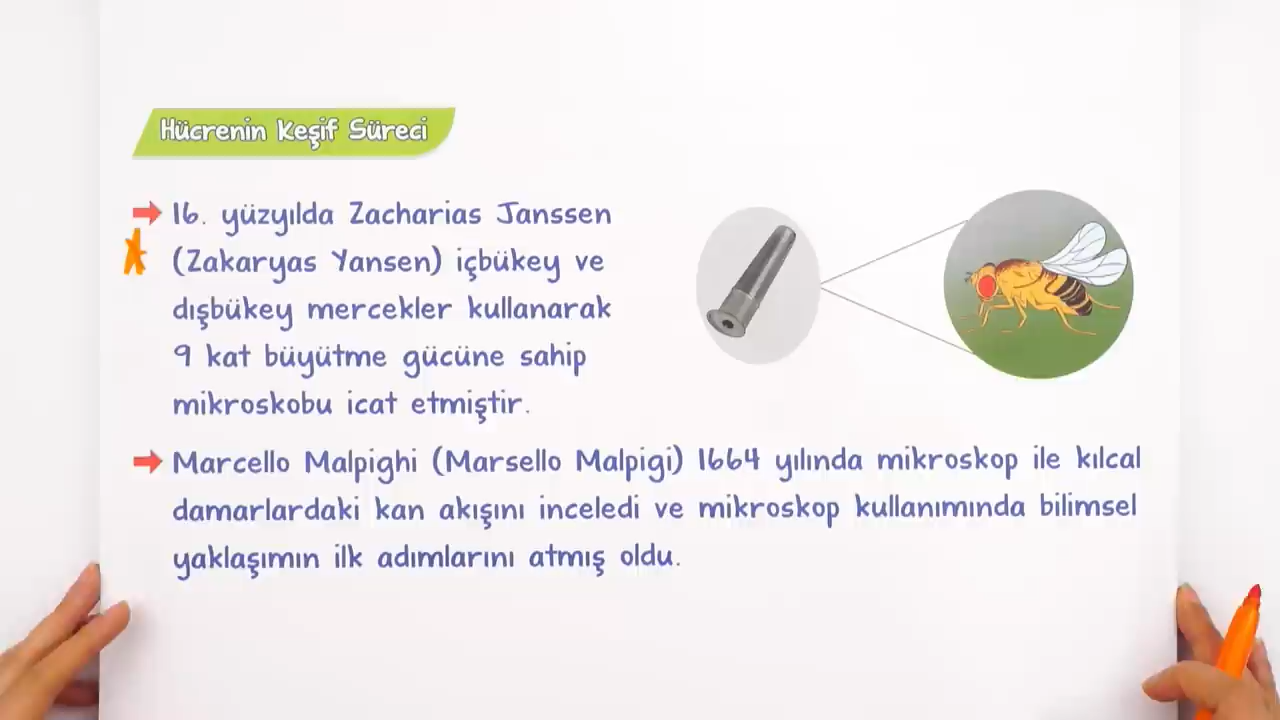 Hücrenin Keşif Süreci
16. yüzyılda Zacharias Janssen
(Zakaryas Yansen) içbükey ve
dışbükey mercekler kullanarak
9 kat büyütme gücüne sahip
mikroskobu icat etmiştir.
Marcello Malpighi (Marsello Malpigi) 1664 yılında mikroskop ile kılcal
damarlardaki kan akışını inceledi ve mikroskop kullanımında bilimsel
yaklaşımın ilk adımlarını atmış oldu.